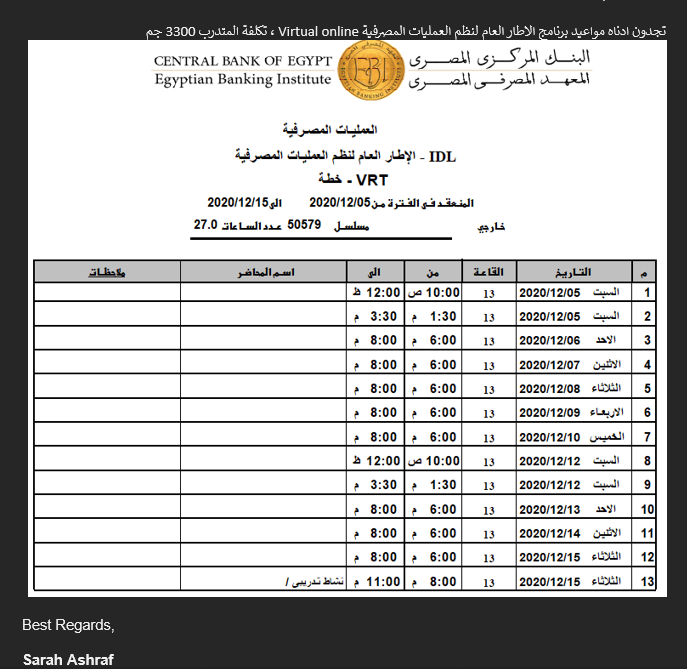 تجدون ادناه مواعيد برنامج الاطار العام لنظم العمليات المصرفية Virtual online ، تكلفة المتدرب 3300 جم
CENTRAL BANK OF EGYPT البنك المركزى المصرى
Egyptian Banking Institute المعهد المصرفى المصرى
العمليات المصرفية
IDL - الإطار العام لنظم العمليات المصرفية
VRT - خطة
المنعقد فى الفترة من 2020/12/05 الى 2020/12/15
خارجي مسلسل 50579 عدد الساعات 27.0
م التاريخ القاعة من الى اسم المحاضر ملاحظات
1 السبت 2020/12/05 13 10:00 ص 12:00 ظ
2 السبت 2020/12/05 13 1:30 م 3:30 م
3 الاحد 2020/12/06 13 6:00 م 8:00 م
4 الاثنين 2020/12/07 13 6:00 م 8:00 م
5 الثلاثاء 2020/12/08 13 6:00 م 8:00 م
6 الاربعاء 2020/12/09 13 6:00 م 8:00 م
7 الخميس 2020/12/10 13 6:00 م 8:00 م
8 السبت 2020/12/12 13 10:00 ص 12:00 ظ
9 السبت 2020/12/12 13 1:30 م 3:30 م
10 الاحد 2020/12/13 13 6:00 م 8:00 م
11 الاثنين 2020/12/14 13 6:00 م 8:00 م
12 الثلاثاء 2020/12/15 13 6:00 م 8:00 م
13 الثلاثاء 2020/12/15 13 8:00 م 11:00 م نشاط تدريبى /
Best Regards,
Sarah Ashraf